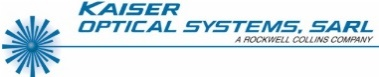 KAISER
OPTICAL SYSTEMS, SARL
A ROCKWELL COLLINS COMPANY